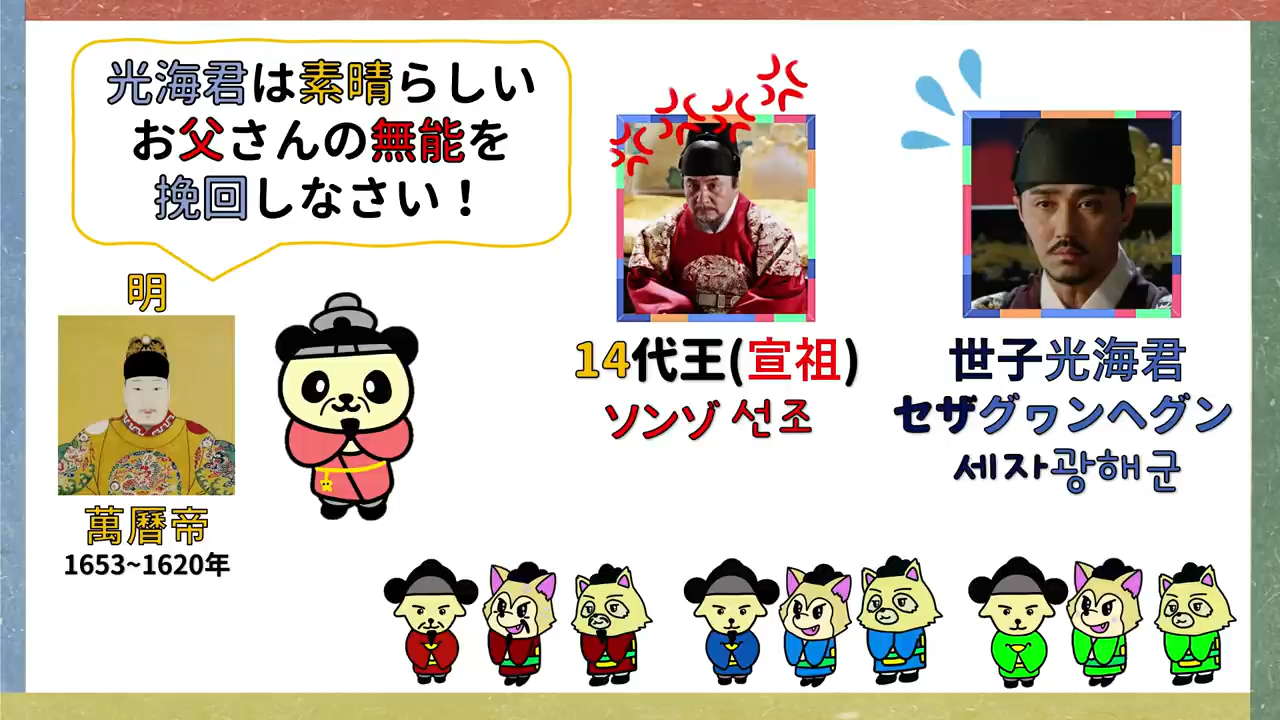 光海君は素晴らしい
お父さんの無能を
挽回しなさい！
明
萬曆帝
1653~1620年
14代王(宣祖)
ソンゾ 선조
世子光海君
セザグヮンヘグン
세자광해군